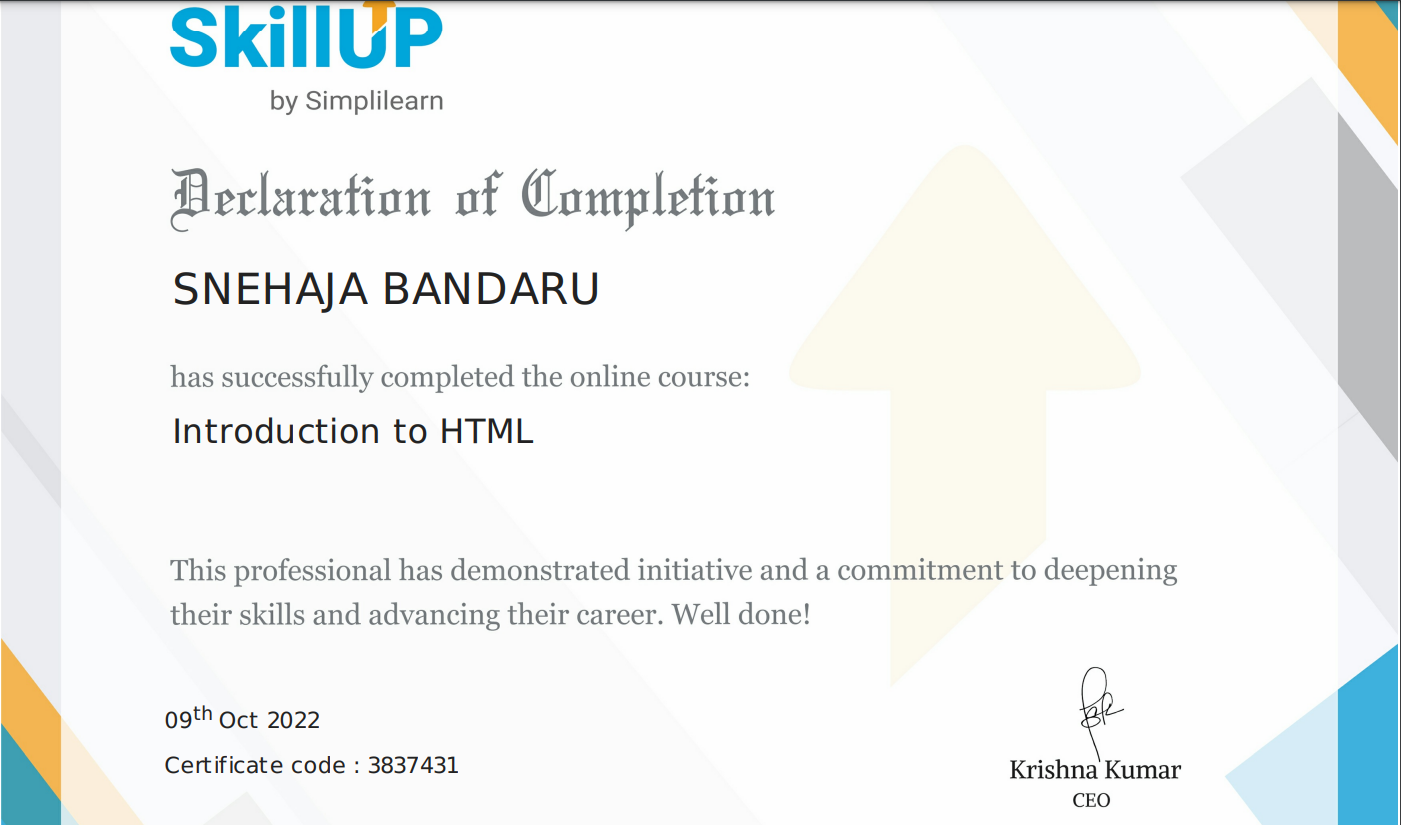 SkillUP
by Simplilearn
Declaration of Completion
SNEHAJA BANDARU
has successfully completed the online course:
Introduction to HTML
This professional has demonstrated initiative and a commitment to deepening
their skills and advancing their career. Well done!
09th Oct 2022
Certificate code : 3837431
Krishna Kumar
CEO